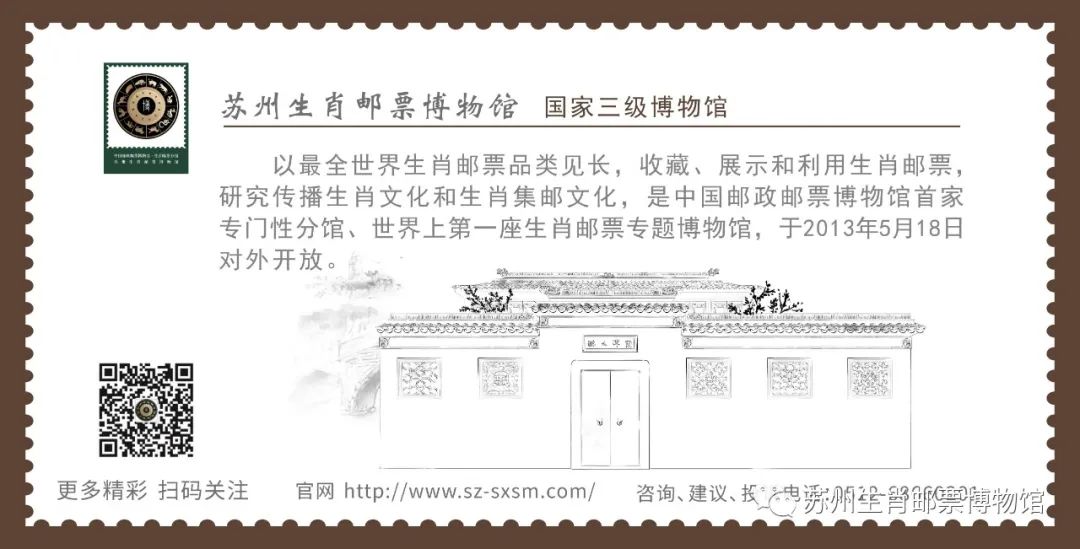 苏州生肖邮票博物馆 国家三级博物馆
以最全世界生肖邮票品类见长，收藏、展示和利用生肖邮票，
研究传播生肖文化和生肖集邮文化，是中国邮政邮票博物馆首家
专门性分馆、世界上第一座生肖邮票专题博物馆，于2013年5月18日
对外开放。
更多精彩 扫码关注
官网 http://www.sz-sxsm.com/
咨询、建议、投 电话:0512-
苏州生肖邮票博物馆